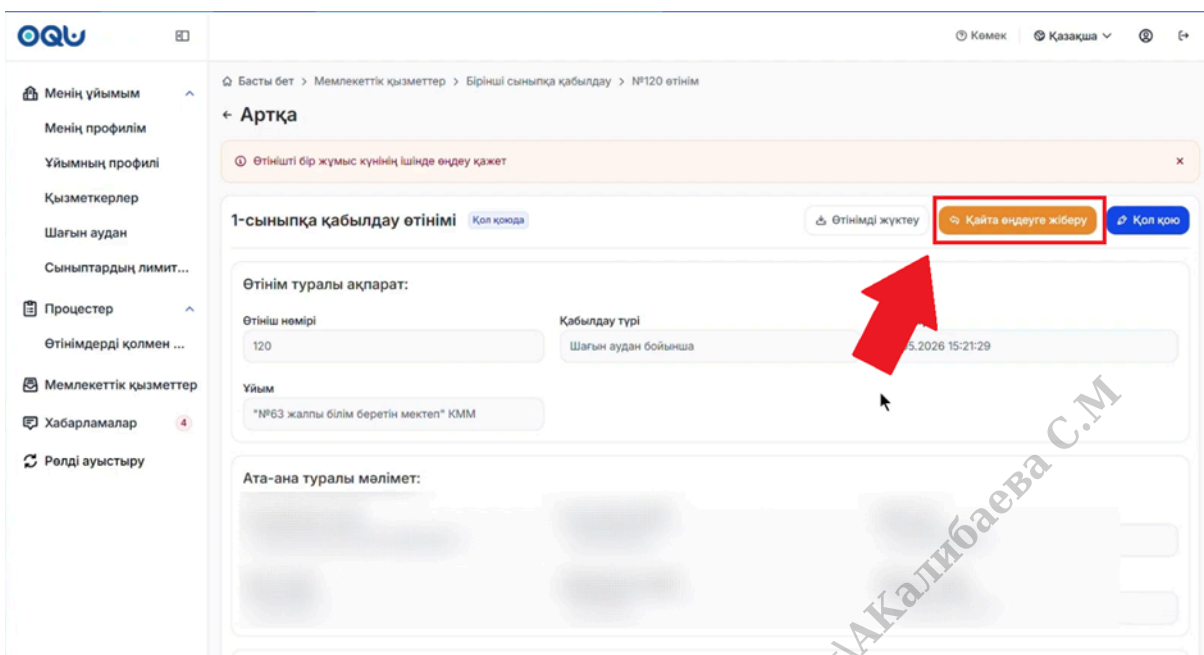 OQU
Көмек
Қазақша
Басты бет > Мемлекеттік қызметтер > Бірінші сыныпқа қабылдау > №120 өтінім
Менің ұйымым
Менің профилім
Ұйымның профилі
Қызметкерлер
Шағын аудан
Сыныптардың лимит...
Процестер
Өтінімдерді қолмен ...
Мемлекеттік қызметтер
Хабарламалар 4
Рөлді ауыстыру
← Артқа
Өтінішті бір жұмыс күнінің ішінде өңдеу қажет ×
1-сыныпқа қабылдау өтінімі Қол қоюда
Өтінімді жүктеу Қайта өңдеуге жіберу Қол қою
Өтінім туралы ақпарат:
Өтініш нөмірі
120
Қабылдау түрі
Шағын аудан бойынша
5.2026 15:21:29
Ұйым
"№63 жалпы білім беретін мектеп" КММ
Ата-ана туралы мәлімет:
\Акалибаева С.М